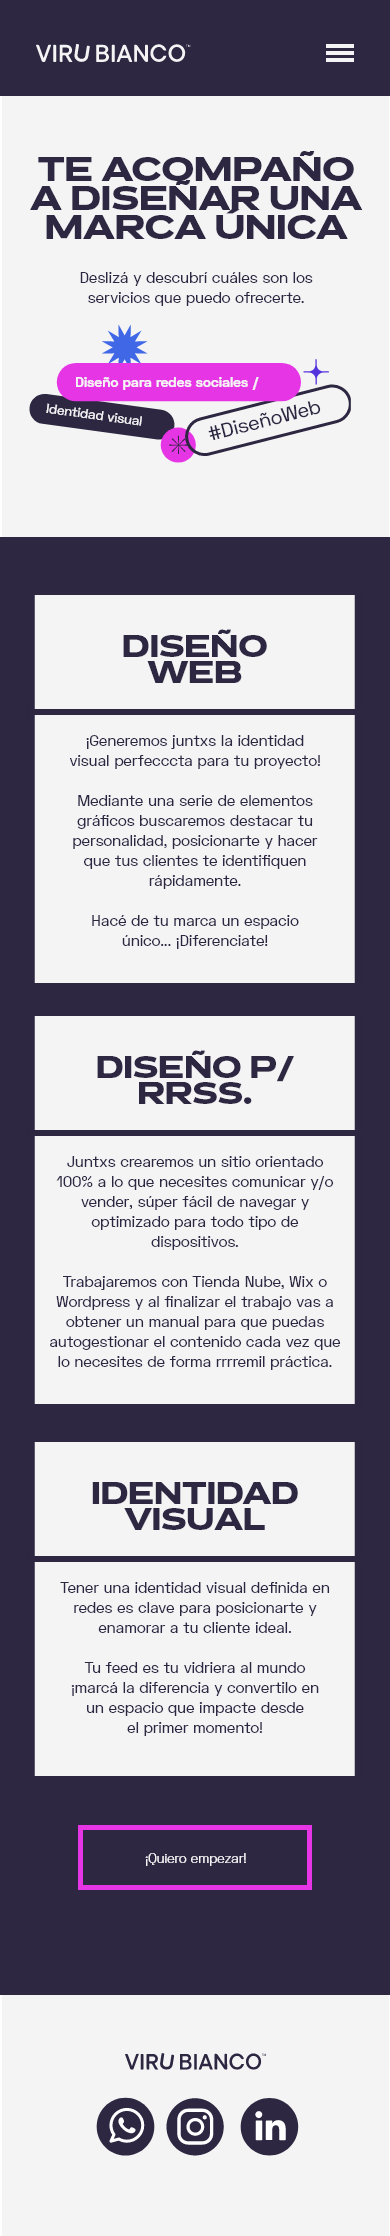 VIRU BIANCO™
TE ACOMPAÑO
A DISEÑAR UNA
MARCA ÚNICA
Deslizá y descubrí cuáles son los
servicios que puedo ofrecerte.
Diseño para redes sociales /
Identidad visual
#DiseñoWeb
DISEÑO
WEB
¡Generemos juntxs la identidad
visual perfecccta para tu proyecto!
Mediante una serie de elementos
gráficos buscaremos destacar tu
personalidad, posicionarte y hacer
que tus clientes te identifiquen
rápidamente.
Hacé de tu marca un espacio
único... ¡Diferenciate!
DISEÑO P/
RRSS.
Juntxs crearemos un sitio orientado
100% a lo que necesites comunicar y/o
vender, súper fácil de navegar y
optimizado para todo tipo de
dispositivos.
Trabajaremos con Tienda Nube, Wix o
Wordpress y al finalizar el trabajo vas a
obtener un manual para que puedas
autogestionar el contenido cada vez que
lo necesites de forma rrrremil práctica.
IDENTIDAD
VISUAL
Tener una identidad visual definida en
redes es clave para posicionarte y
enamorar a tu cliente ideal.
Tu feed es tu vidriera al mundo
¡marcá la diferencia y convertilo en
un espacio que impacte desde
el primer momento!
¡Quiero empezar!
VIRU BIANCO™
in